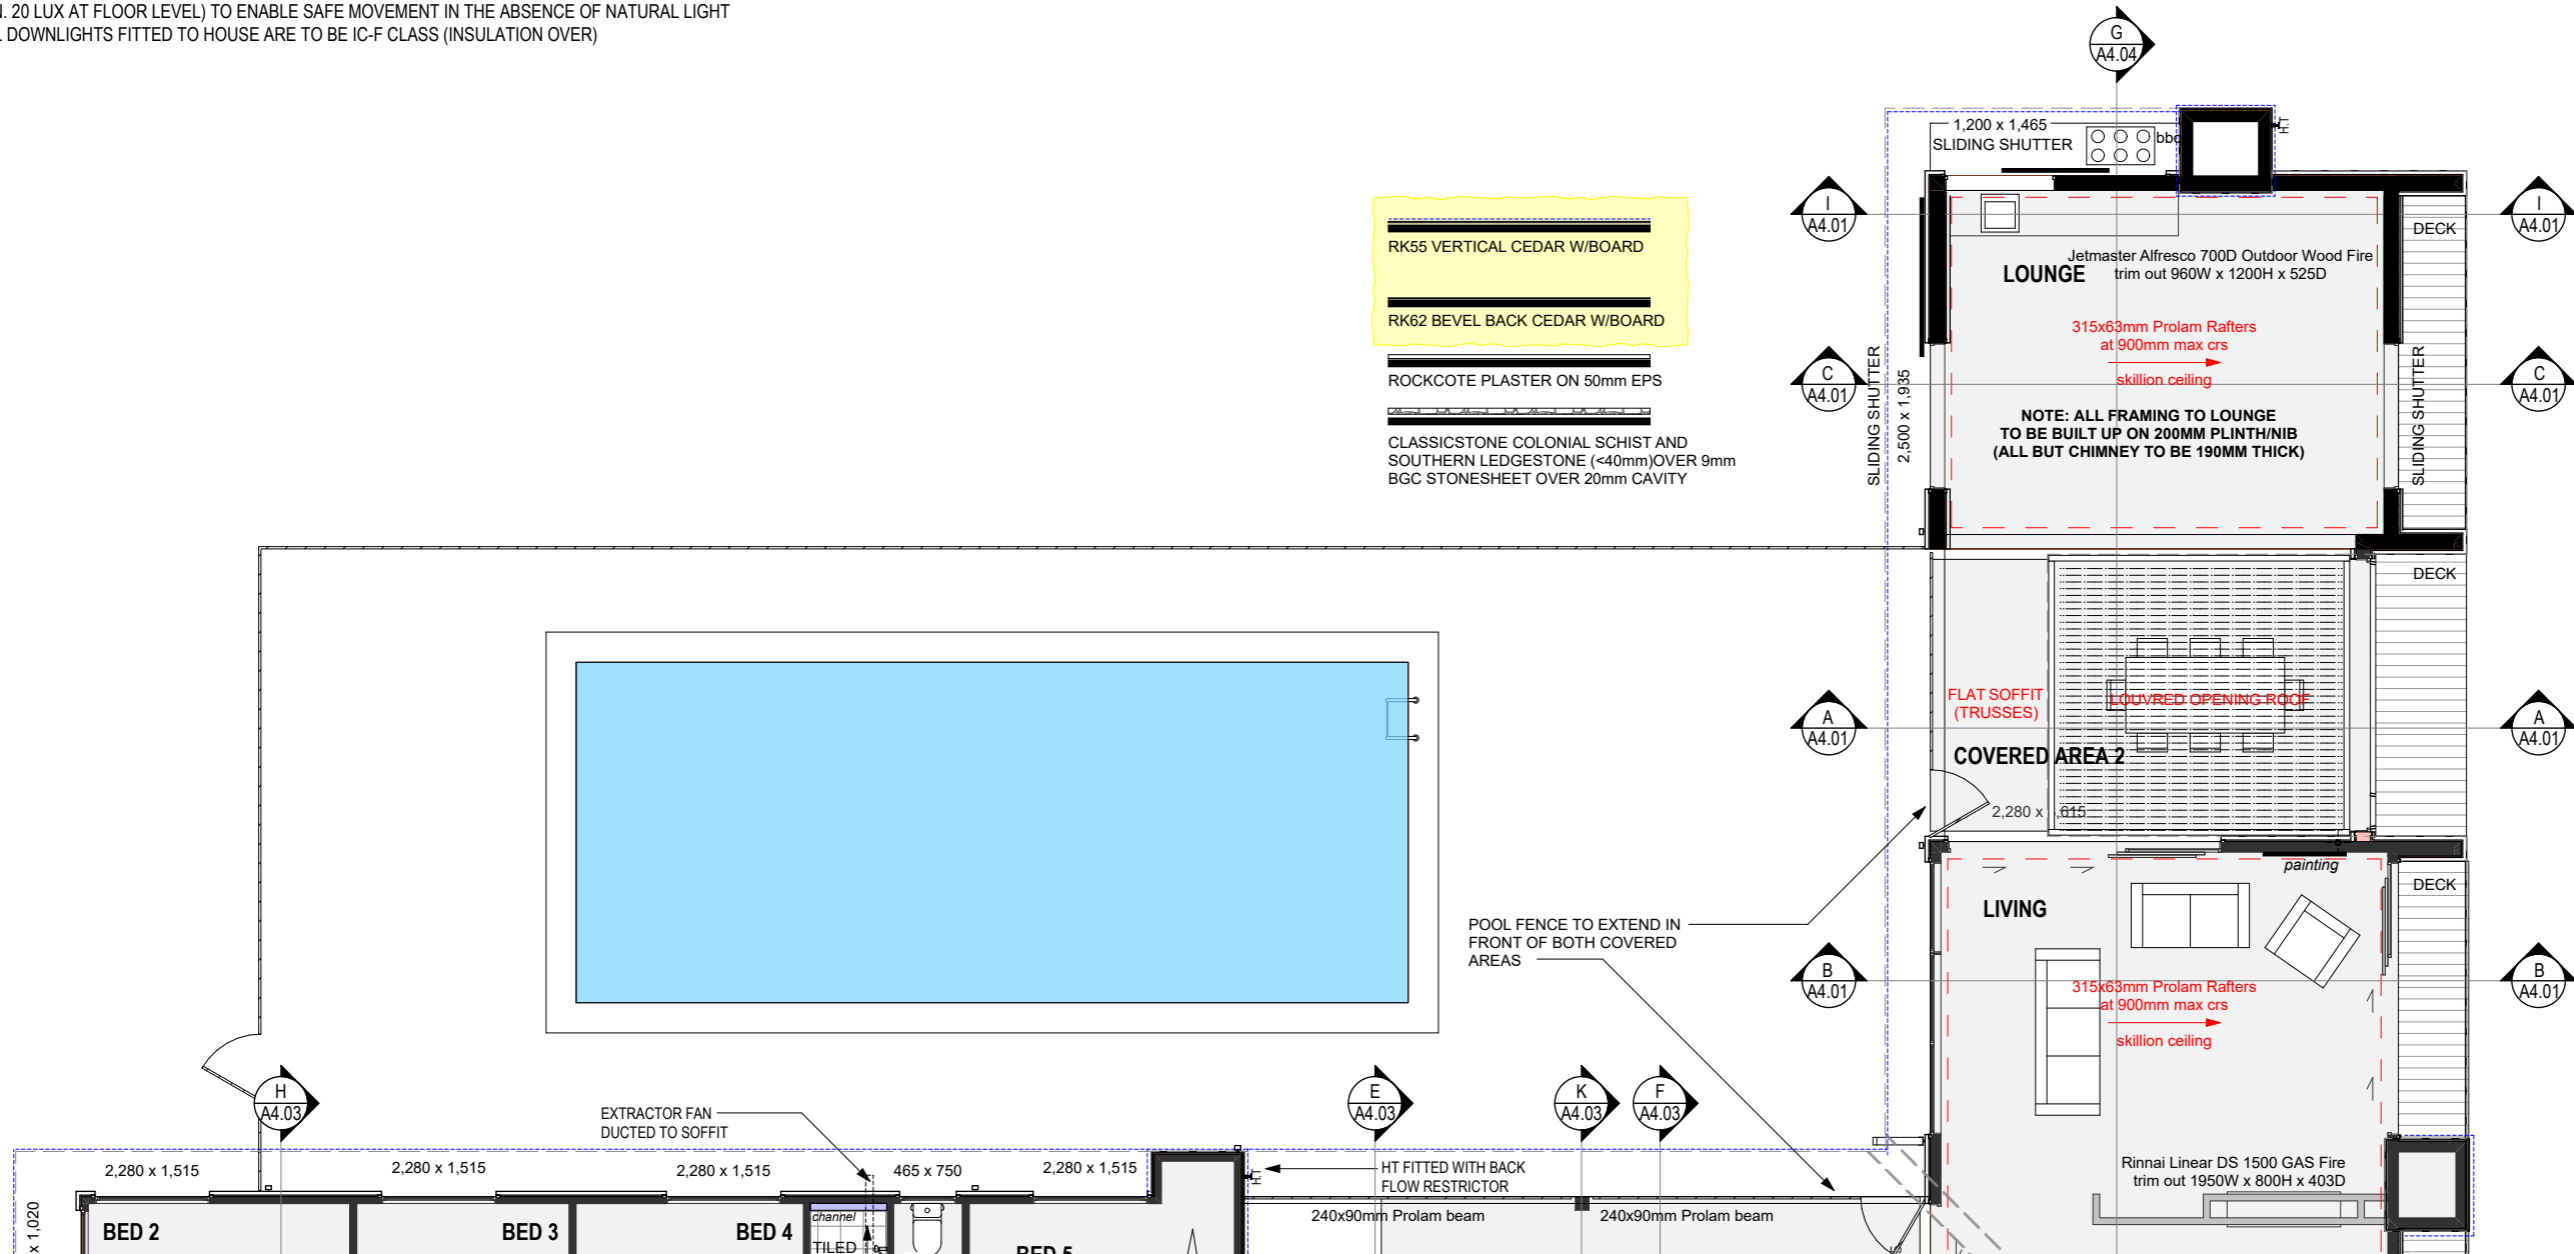 N. 20 LUX AT FLOOR LEVEL) TO ENABLE SAFE MOVEMENT IN THE ABSENCE OF NATURAL LIGHT
DOWNLIGHTS FITTED TO HOUSE ARE TO BE IC-F CLASS (INSULATION OVER)
G
A4.04
1,200 x 1,465
SLIDING SHUTTER
bbq
H.T
I
A4.01
I
A4.01
RK55 VERTICAL CEDAR W/BOARD
RK62 BEVEL BACK CEDAR W/BOARD
ROCKCOTE PLASTER ON 50mm EPS
CLASSICSTONE COLONIAL SCHIST AND
SOUTHERN LEDGESTONE (<40mm)OVER 9mm
BGC STONESHEET OVER 20mm CAVITY
DECK
Jetmaster Alfresco 700D Outdoor Wood Fire
trim out 960W x 1200H x 525D
LOUNGE
315x63mm Prolam Rafters
at 900mm max crs
skillion ceiling
C
A4.01
C
A4.01
SLIDING SHUTTER
2,500 x 1,935
SLIDING SHUTTER
NOTE: ALL FRAMING TO LOUNGE
TO BE BUILT UP ON 200MM PLINTH/NIB
(ALL BUT CHIMNEY TO BE 190MM THICK)
DECK
FLAT SOFFIT
(TRUSSES)
LOUVRED OPENING ROOF
A
A4.01
A
A4.01
COVERED AREA 2
2,280 x ,615
painting
DECK
LIVING
POOL FENCE TO EXTEND IN
FRONT OF BOTH COVERED
AREAS
B
A4.01
B
A4.01
315x63mm Prolam Rafters
at 900mm max crs
skillion ceiling
H
A4.03
E
A4.03
K
A4.03
F
A4.03
EXTRACTOR FAN
DUCTED TO SOFFIT
2,280 x 1,515
2,280 x 1,515
2,280 x 1,515
465 x 750
2,280 x 1,515
H.T
HT FITTED WITH BACK
FLOW RESTRICTOR
Rinnai Linear DS 1500 GAS Fire
trim out 1950W x 800H x 403D
x 1,020
BED 2
BED 3
BED 4
channel
TILED
BED 5
240x90mm Prolam beam
240x90mm Prolam beam